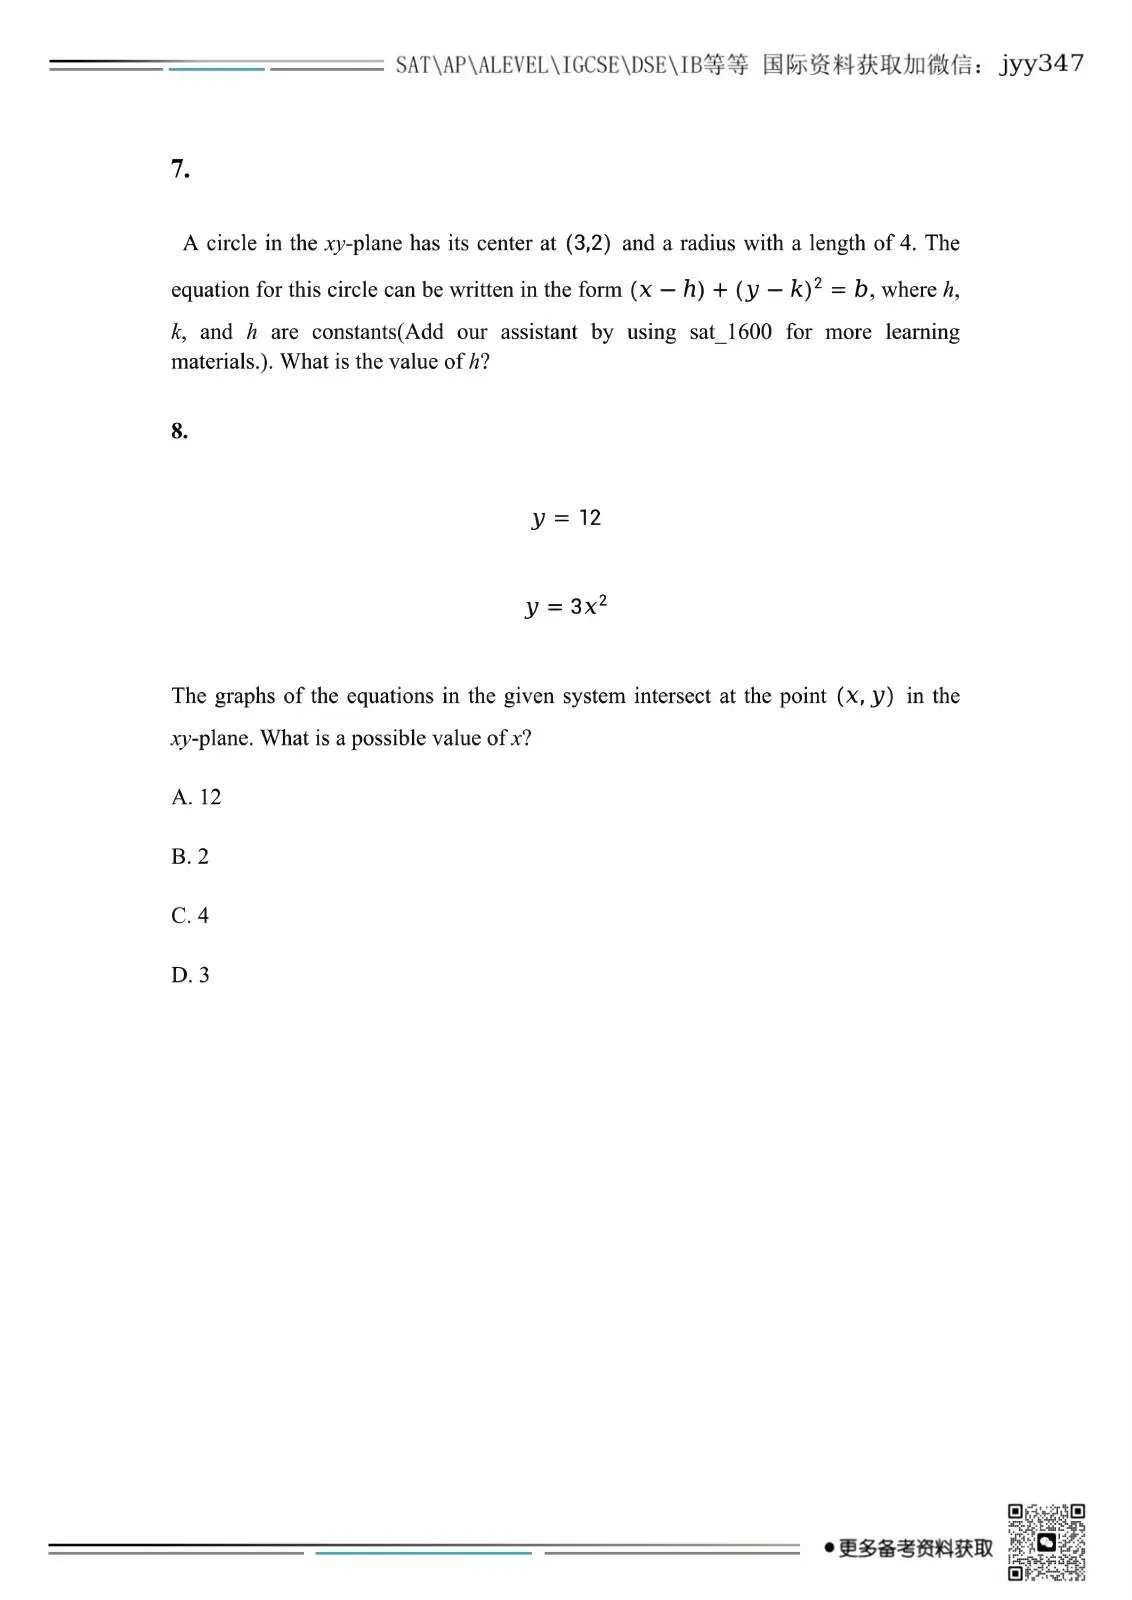 SAT\AP\ALEVEL\IGCSE\DSE\IB等等 国际资料获取加微信：jyy347
7.
A circle in the xy-plane has its center at (3,2) and a radius with a length of 4. The
equation for this circle can be written in the form (x − h) + (y − k)² = b, where h,
k, and h are constants(Add our assistant by using sat_1600 for more learning
materials.). What is the value of h?
8.
y = 12
y = 3x²
The graphs of the equations in the given system intersect at the point (x, y) in the
xy-plane. What is a possible value of x?
A. 12
B. 2
C. 4
D. 3
●更多备考资料获取